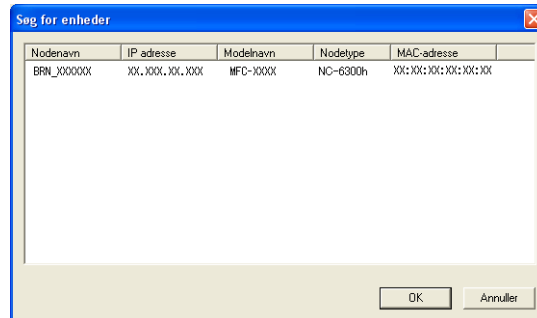 Søg for enheder
Nodenavn IP adresse Modelnavn Nodetype MAC-adresse
BRN_XXXXXX XX.XXX.XX.XXX MFC-XXXX NC-6300h XX:XX:XX:XX:XX:XX
OK Annuller